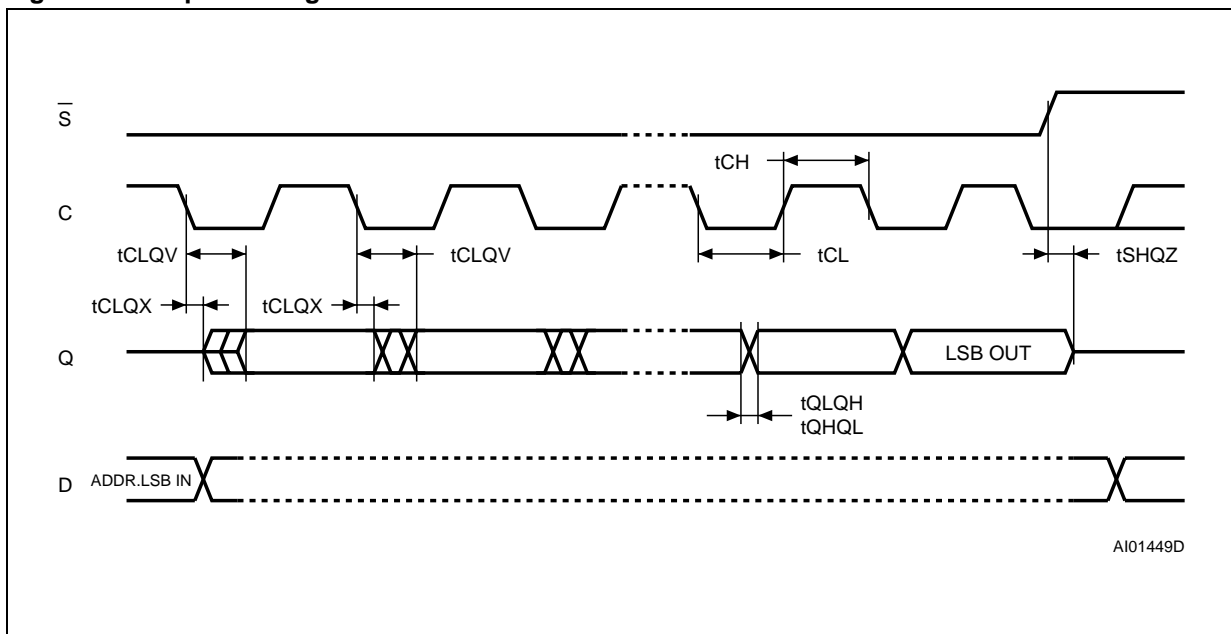 S
tCH
C
tCLQV
tCLQV
tCL
tSHQZ
tCLQX
tCLQX
Q
LSB OUT
tQLQH
tQHQL
D
ADDR.LSB IN
AI01449D